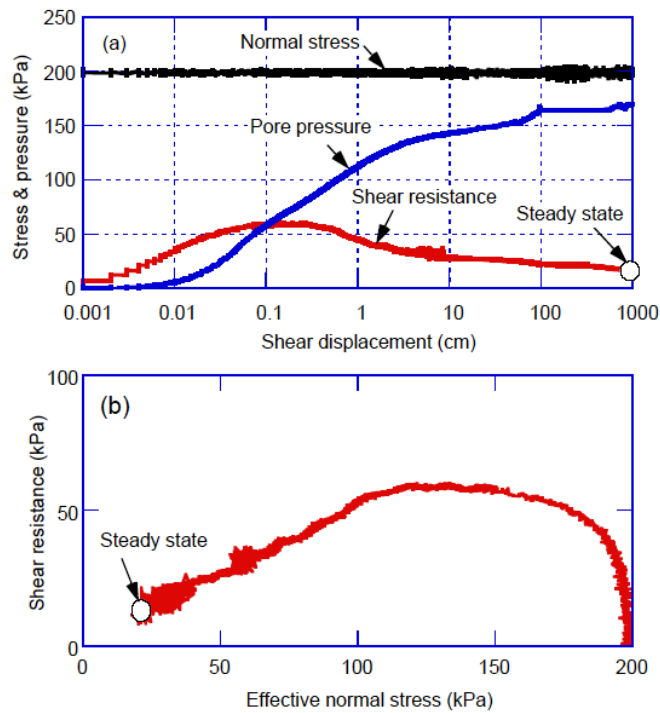 (a)
Normal stress
Pore pressure
Shear resistance
Steady state
Stress & pressure (kPa)
250
200
150
100
50
0
0.001
0.01
0.1
1
10
100
1000
Shear displacement (cm)
(b)
Steady state
Shear resistance (kPa)
100
50
0
0
50
100
150
200
Effective normal stress (kPa)